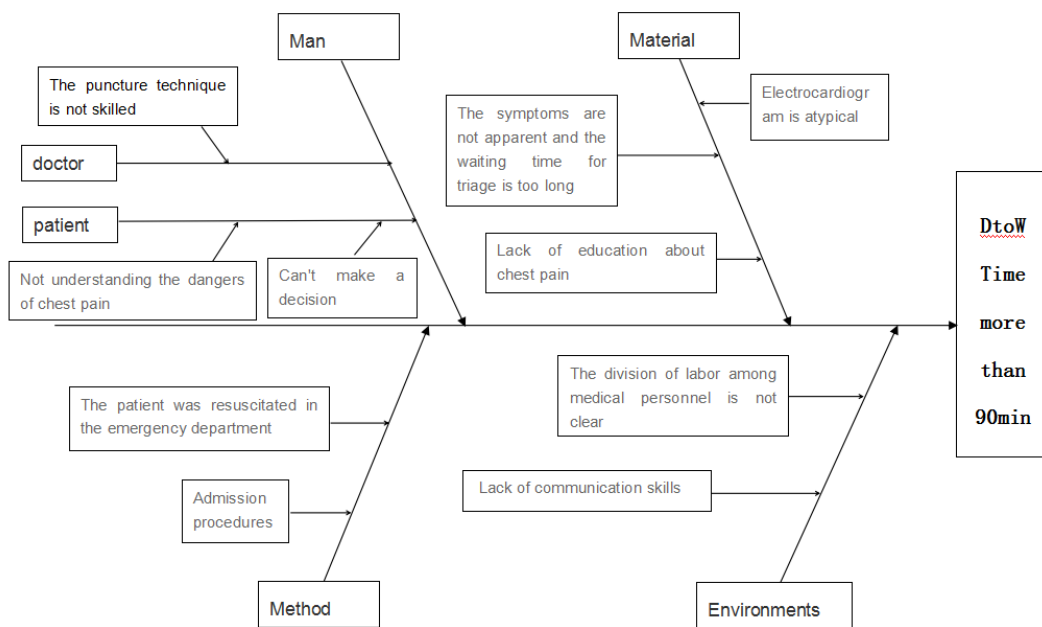 Man
Material
The puncture technique
is not skilled
doctor
patient
Not understanding the dangers
of chest pain
Can't make a
decision
The symptoms are
not apparent and the
waiting time for
triage is too long
Electrocardiogr
am is atypical
Lack of education about
chest pain
DtoW
Time
more
than
90min
The patient was resuscitated in
the emergency department
Admission
procedures
The division of labor among
medical personnel is not
clear
Lack of communication skills
Method
Environments